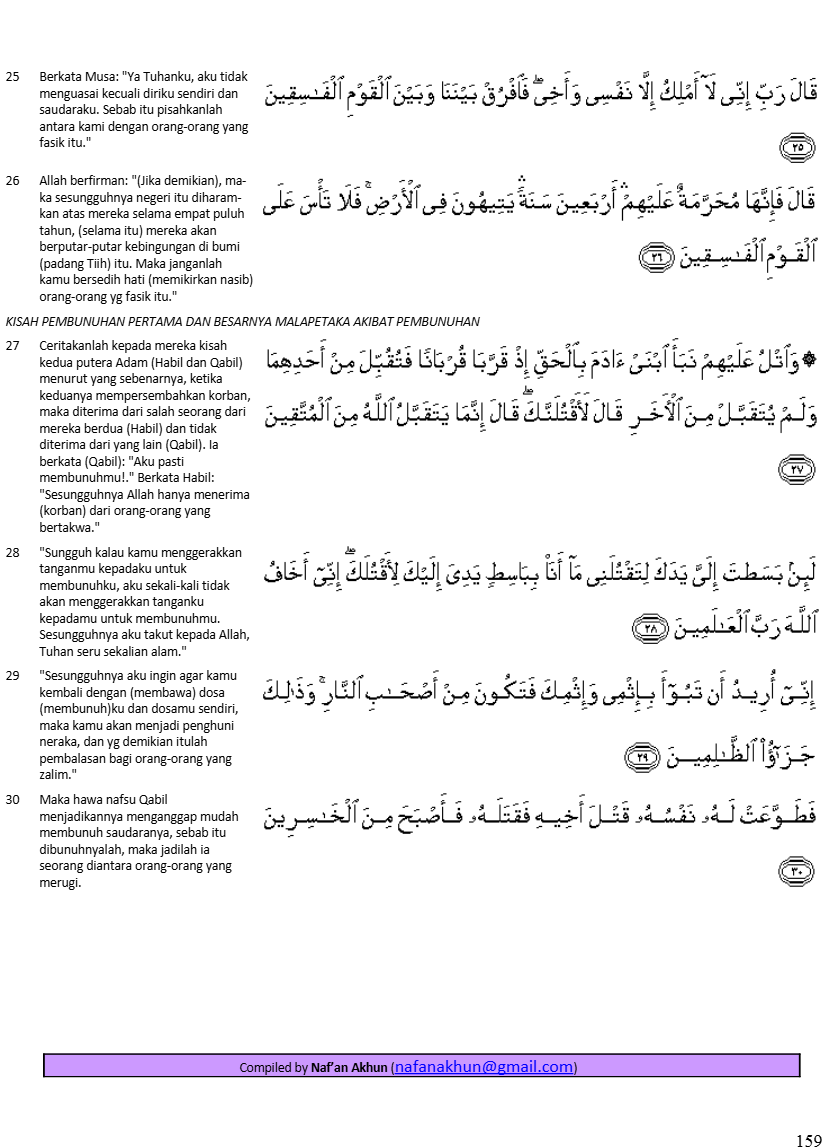 25 Berkata Musa: "Ya Tuhanku, aku tidak
menguasai kecuali diriku sendiri dan
saudaraku. Sebab itu pisahkanlah
antara kami dengan orang-orang yang
fasik itu."
قَالَ رَبِّ إِنِّى لَآ أَمْلِكُ إِلَّا نَفْسِى وَأَخِى ۖ فَٱفْرُقْ بَيْنَنَا وَبَيْنَ ٱلْقَوْمِ ٱلْفَـٰسِقِينَ
٢٥
26 Allah berfirman: "(Jika demikian), ma-
ka sesungguhnya negeri itu diharam-
kan atas mereka selama empat puluh
tahun, (selama itu) mereka akan
berputar-putar kebingungan di bumi
(padang Tiih) itu. Maka janganlah
kamu bersedih hati (memikirkan nasib)
orang-orang yg fasik itu."
قَالَ فَإِنَّهَا مُحَرَّمَةٌ عَلَيْهِمْ ۛ أَرْبَعِينَ سَنَةً ۛ يَتِيهُونَ فِى ٱلْأَرْضِ ۚ فَلَا تَأْسَ عَلَى
ٱلْقَوْمِ ٱلْفَـٰسِقِينَ ٢٦
KISAH PEMBUNUHAN PERTAMA DAN BESARNYA MALAPETAKA AKIBAT PEMBUNUHAN
27 Ceritakanlah kepada mereka kisah
kedua putera Adam (Habil dan Qabil)
menurut yang sebenarnya, ketika
keduanya mempersembahkan korban,
maka diterima dari salah seorang dari
mereka berdua (Habil) dan tidak
diterima dari yang lain (Qabil). Ia
berkata (Qabil): "Aku pasti
membunuhmu!." Berkata Habil:
"Sesungguhnya Allah hanya menerima
(korban) dari orang-orang yang
bertakwa."
۞ وَٱتْلُ عَلَيْهِمْ نَبَأَ ٱبْنَىْ ءَادَمَ بِٱلْحَقِّ إِذْ قَرَّبَا قُرْبَانًا فَتُقُبِّلَ مِنْ أَحَدِهِمَا
وَلَمْ يُتَقَبَّلْ مِنَ ٱلْأَخَرِ قَالَ لَأَقْتُلَنَّكَ ۖ قَالَ إِنَّمَا يَتَقَبَّلُ ٱللَّهُ مِنَ ٱلْمُتَّقِينَ
٢٧
28 "Sungguh kalau kamu menggerakkan
tanganmu kepadaku untuk
membunuhku, aku sekali-kali tidak
akan menggerakkan tanganku
kepadamu untuk membunuhmu.
Sesungguhnya aku takut kepada Allah,
Tuhan seru sekalian alam."
لَئِنۢ بَسَطتَ إِلَىَّ يَدَكَ لِتَقْتُلَنِى مَآ أَنَا۠ بِبَاسِطٍ يَدِىَ إِلَيْكَ لِأَقْتُلَكَ ۖ إِنِّىٓ أَخَافُ
ٱللَّهَ رَبَّ ٱلْعَـٰلَمِينَ ٢٨
29 "Sesungguhnya aku ingin agar kamu
kembali dengan (membawa) dosa
(membunuh)ku dan dosamu sendiri,
maka kamu akan menjadi penghuni
neraka, dan yg demikian itulah
pembalasan bagi orang-orang yang
zalim."
إِنِّىٓ أُرِيدُ أَن تَبُوٓأَ بِإِثْمِى وَإِثْمِكَ فَتَكُونَ مِنْ أَصْحَـٰبِ ٱلنَّارِ ۚ وَذَٰلِكَ
جَزَٰٓؤُا۟ ٱلظَّـٰلِمِينَ ٢٩
30 Maka hawa nafsu Qabil
menjadikannya menganggap mudah
membunuh saudaranya, sebab itu
dibunuhnyalah, maka jadilah ia
seorang diantara orang-orang yang
merugi.
فَطَوَّعَتْ لَهُۥ نَفْسُهُۥ قَتْلَ أَخِيهِ فَقَتَلَهُۥ فَأَصْبَحَ مِنَ ٱلْخَـٰسِرِينَ
٣٠
Compiled by Naf'an Akhun (nafanakhun@gmail.com)
159